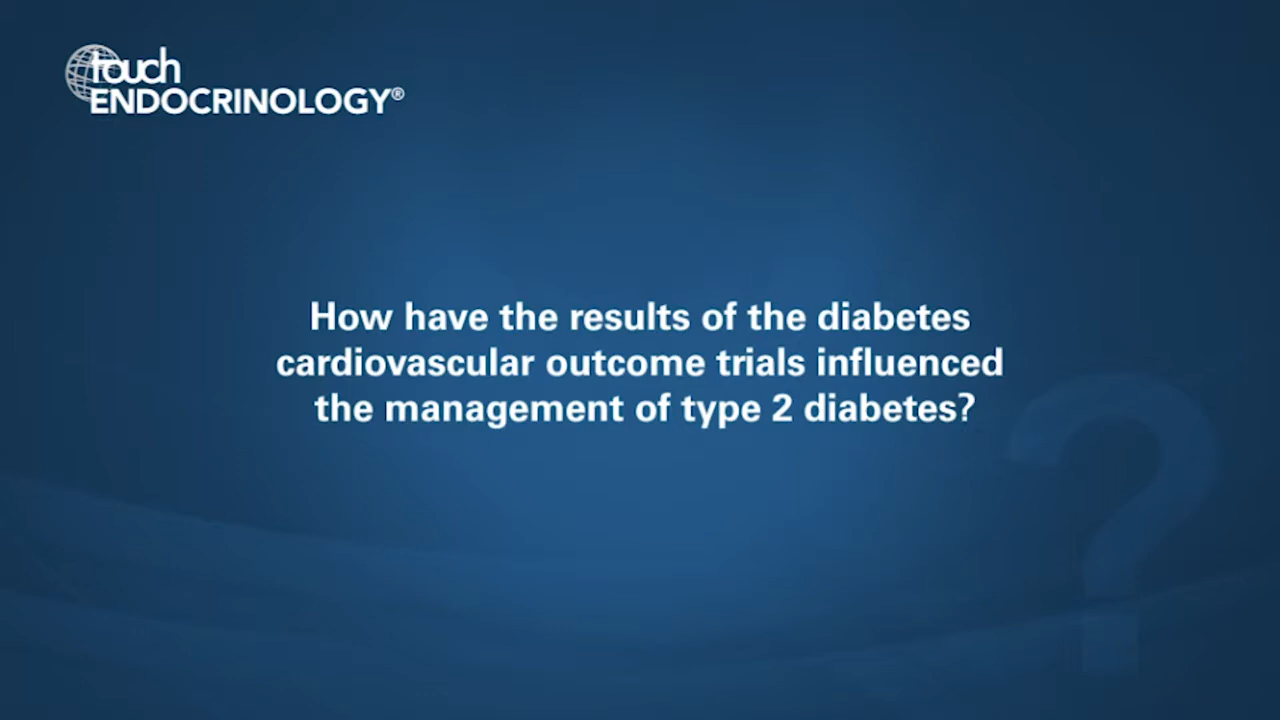 touch
ENDOCRINOLOGY®
How have the results of the diabetes
cardiovascular outcome trials influenced
the management of type 2 diabetes?
?